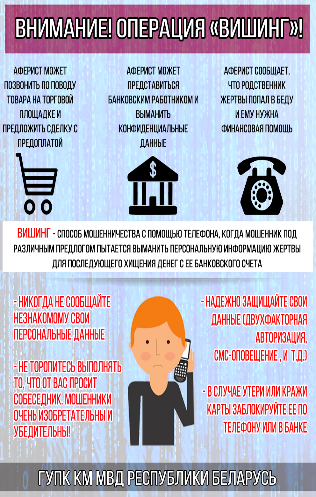 ВНИМАНИЕ! ОПЕРАЦИЯ «ВИШИНГ»!
АФЕРИСТ МОЖЕТ
ПОЗВОНИТЬ ПО ПОВОДУ
ТОВАРА НА ТОРГОВОЙ
ПЛОЩАДКЕ И
ПРЕДЛОЖИТЬ СДЕЛКУ С
ПРЕДОПЛАТОЙ
АФЕРИСТ МОЖЕТ
ПРЕДСТАВИТЬСЯ
БАНКОВСКИМ РАБОТНИКОМ И
ВЫМАНИТЬ
КОНФИДЕНЦИАЛЬНЫЕ
ДАННЫЕ
АФЕРИСТ СООБЩАЕТ,
ЧТО РОДСТВЕННИК
ЖЕРТВЫ ПОПАЛ В БЕДУ
И ЕМУ НУЖНА
ФИНАНСОВАЯ ПОМОЩЬ
$
ВИШИНГ - СПОСОБ МОШЕННИЧЕСТВА С ПОМОЩЬЮ ТЕЛЕФОНА, КОГДА МОШЕННИК ПОД
РАЗЛИЧНЫМ ПРЕДЛОГОМ ПЫТАЕТСЯ ВЫМАНИТЬ ПЕРСОНАЛЬНУЮ ИНФОРМАЦИЮ ЖЕРТВЫ
ДЛЯ ПОСЛЕДУЮЩЕГО ХИЩЕНИЯ ДЕНЕГ С ЕЕ БАНКОВСКОГО СЧЕТА
- НИКОГДА НЕ СООБЩАЙТЕ
НЕЗНАКОМОМУ СВОИ
ПЕРСОНАЛЬНЫЕ ДАННЫЕ
- НЕ ТОРОПИТЕСЬ ВЫПОЛНЯТЬ
ТО, ЧТО ОТ ВАС ПРОСИТ
СОБЕСЕДНИК. МОШЕННИКИ
ОЧЕНЬ ИЗОБРЕТАТЕЛЬНЫ И
УБЕДИТЕЛЬНЫ!
- НАДЕЖНО ЗАЩИЩАЙТЕ СВОИ
ДАННЫЕ (ДВУХФАКТОРНАЯ
АВТОРИЗАЦИЯ,
СМС-ОПОВЕЩЕНИЕ , И Т.Д.)
- В СЛУЧАЕ УТЕРИ ИЛИ КРАЖИ
КАРТЫ ЗАБЛОКИРУЙТЕ ЕЕ ПО
ТЕЛЕФОНУ ИЛИ В БАНКЕ
ГУПК КМ МВД РЕСПУБЛИКИ БЕЛАРУСЬ